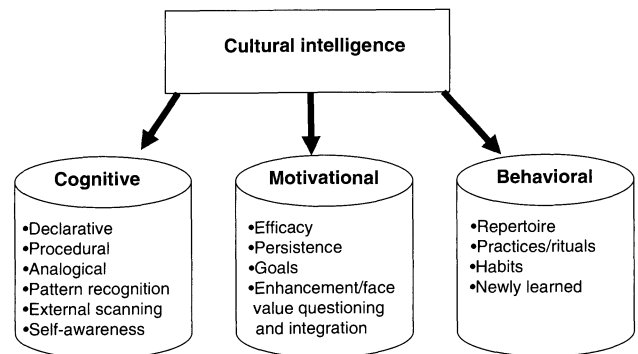 Cultural intelligence
Cognitive
•Declarative
•Procedural
•Analogical
•Pattern recognition
•External scanning
•Self-awareness
Motivational
•Efficacy
•Persistence
•Goals
•Enhancement/face
value questioning
and integration
Behavioral
•Repertoire
•Practices/rituals
•Habits
•Newly learned